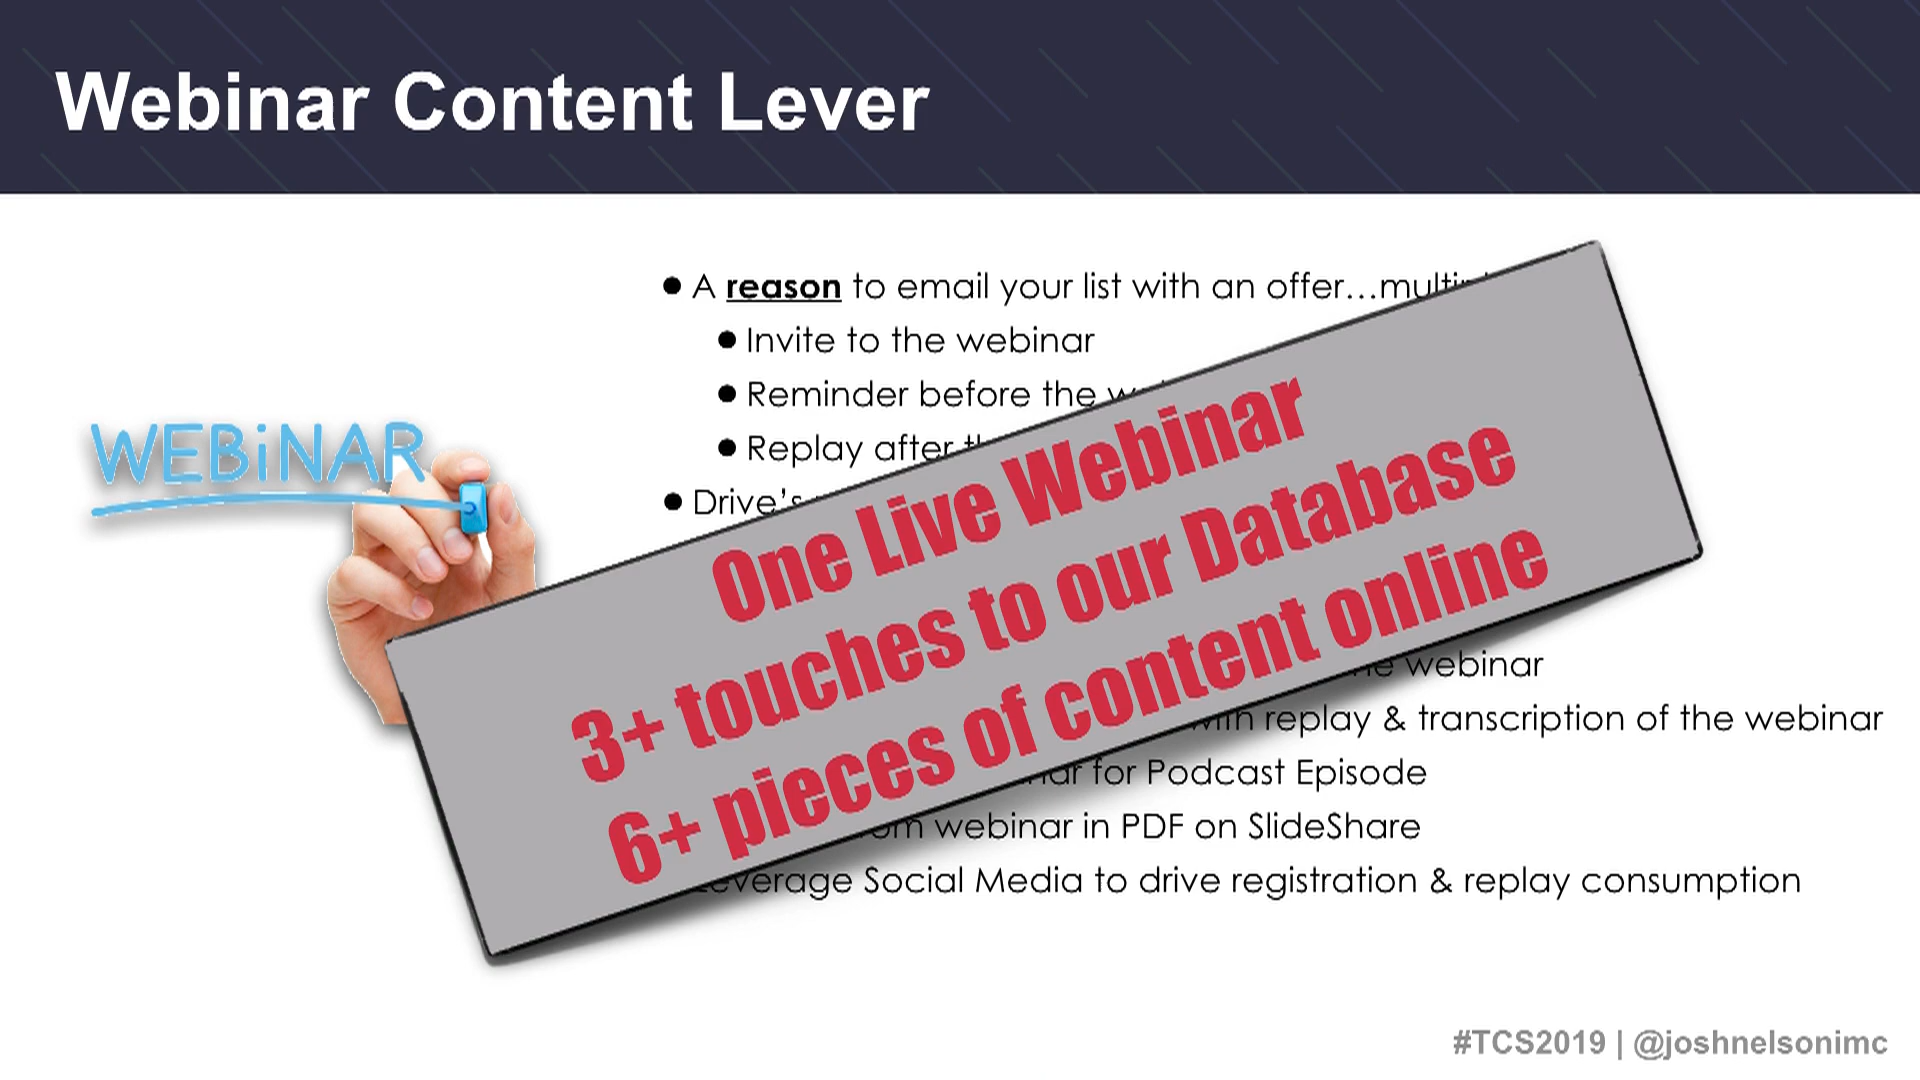 Webinar Content Lever
● A reason to email your list with an offer…
● Invite to the webinar
● Reminder before the
● Replay after
● Drive’s
WEBiNAR
One Live Webinar
3+ touches to our Database
6+ pieces of content online
webinar
replay & transcription of the webinar
for Podcast Episode
webinar in PDF on SlideShare
Leverage Social Media to drive registration & replay consumption
#TCS2019 | @joshnelsonimc